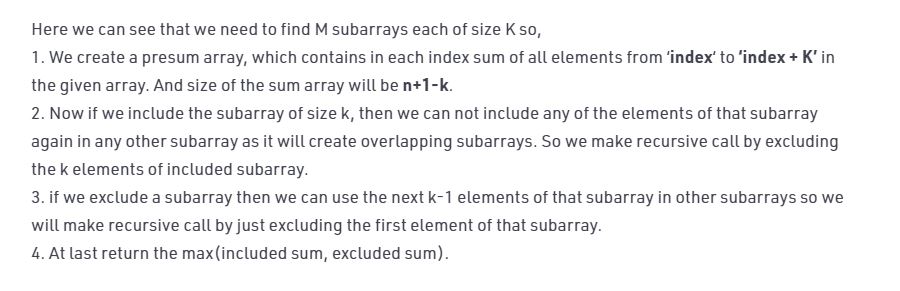 Here we can see that we need to find M subarrays each of size K so,
1. We create a presum array, which contains in each index sum of all elements from ‘index‘ to ‘index + K’ in
the given array. And size of the sum array will be n+1-k.
2. Now if we include the subarray of size k, then we can not include any of the elements of that subarray
again in any other subarray as it will create overlapping subarrays. So we make recursive call by excluding
the k elements of included subarray.
3. if we exclude a subarray then we can use the next k-1 elements of that subarray in other subarrays so we
will make recursive call by just excluding the first element of that subarray.
4. At last return the max(included sum, excluded sum).